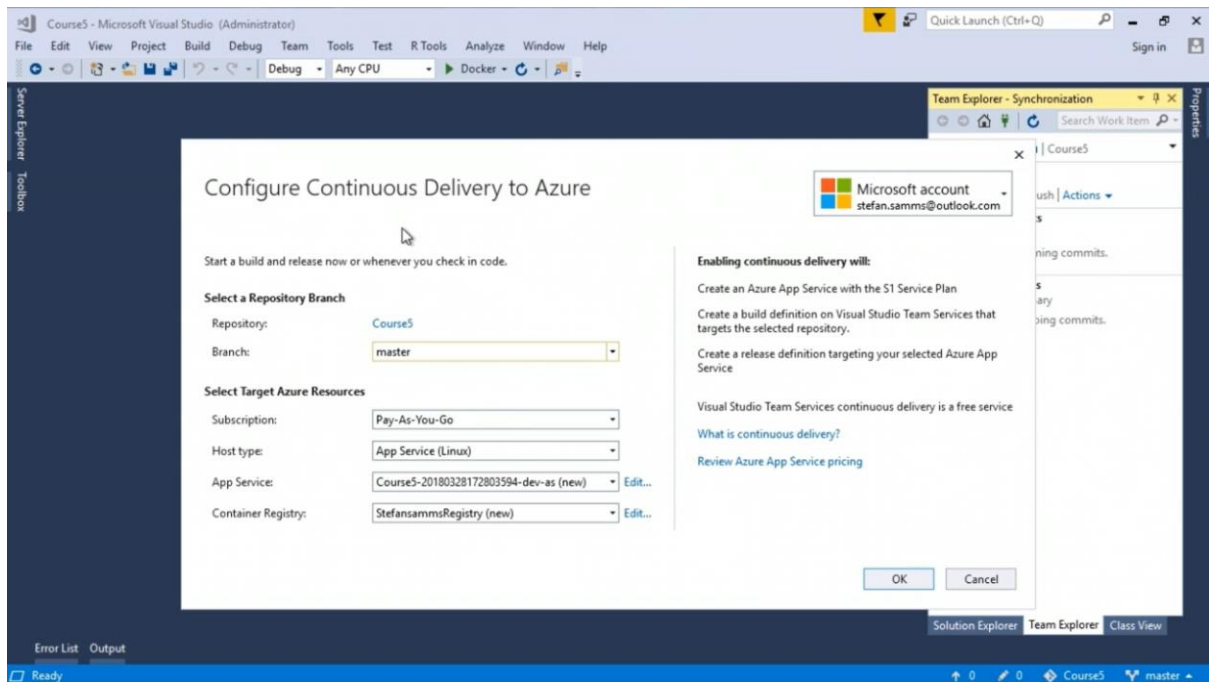 Course5 - Microsoft Visual Studio (Administrator)
Quick Launch (Ctrl+Q)
File Edit View Project Build Debug Team Tools Test R Tools Analyze Window Help
Sign in
Debug Any CPU Docker
Server Explorer
Toolbox
Team Explorer - Synchronization
Search Work Item
Properties
| Course5
ush | Actions
s
ning commits.
s
ary
oing commits.
Configure Continuous Delivery to Azure
Microsoft account
stefan.samms@outlook.com
Start a build and release now or whenever you check in code.
Select a Repository Branch
Repository: Course5
Branch: master
Select Target Azure Resources
Subscription: Pay-As-You-Go
Host type: App Service (Linux)
App Service: Course5-20180328172803594-dev-as (new) Edit...
Container Registry: StefansammsRegistry (new) Edit...
Enabling continuous delivery will:
Create an Azure App Service with the S1 Service Plan
Create a build definition on Visual Studio Team Services that
targets the selected repository.
Create a release definition targeting your selected Azure App
Service
Visual Studio Team Services continuous delivery is a free service
What is continuous delivery?
Review Azure App Service pricing
OK Cancel
Solution Explorer Team Explorer Class View
Error List Output
Ready
0 0 Course5 master